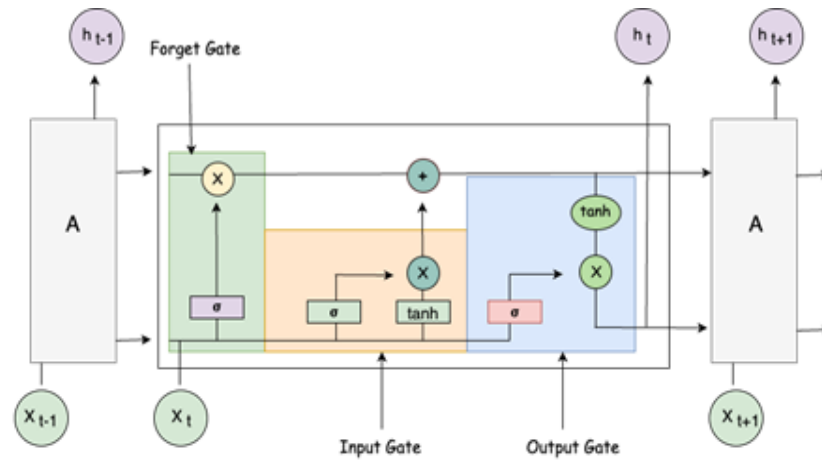 h t-1
h t
h t+1
Forget Gate
X
+
tanh
A
A
X
X
σ
σ
tanh
σ
X t-1
X t
X t+1
Input Gate
Output Gate